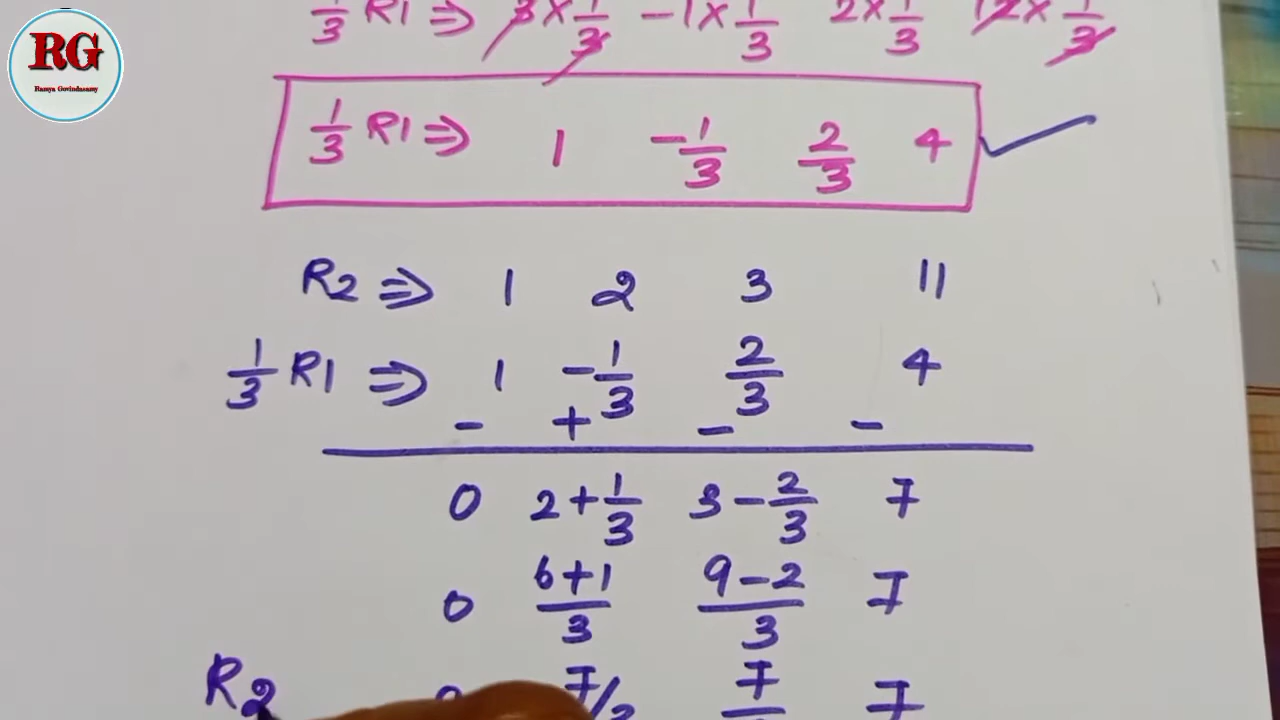 RG
Ramya Govindasamy
1/3 R1 ⇒ 3×1/3 -1×1/3 2×1/3 12×1/3
1/3 R1 ⇒ 1 -1/3 2/3 4
R2 ⇒ 1 2 3 11
1/3 R1 ⇒ 1 -1/3 2/3 4
- + - -
0 2+1/3 3-2/3 7
0 6+1/3 9-2/3 7
R2 7 7